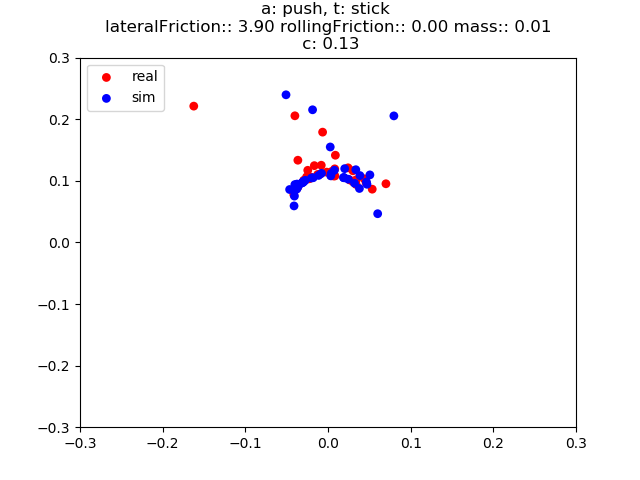 a: push, t: stick
lateralFriction:: 3.90 rollingFriction:: 0.00 mass:: 0.01
c: 0.13
real
sim
0.3
0.2
0.1
0.0
−0.1
−0.2
−0.3
−0.3
−0.2
−0.1
0.0
0.1
0.2
0.3